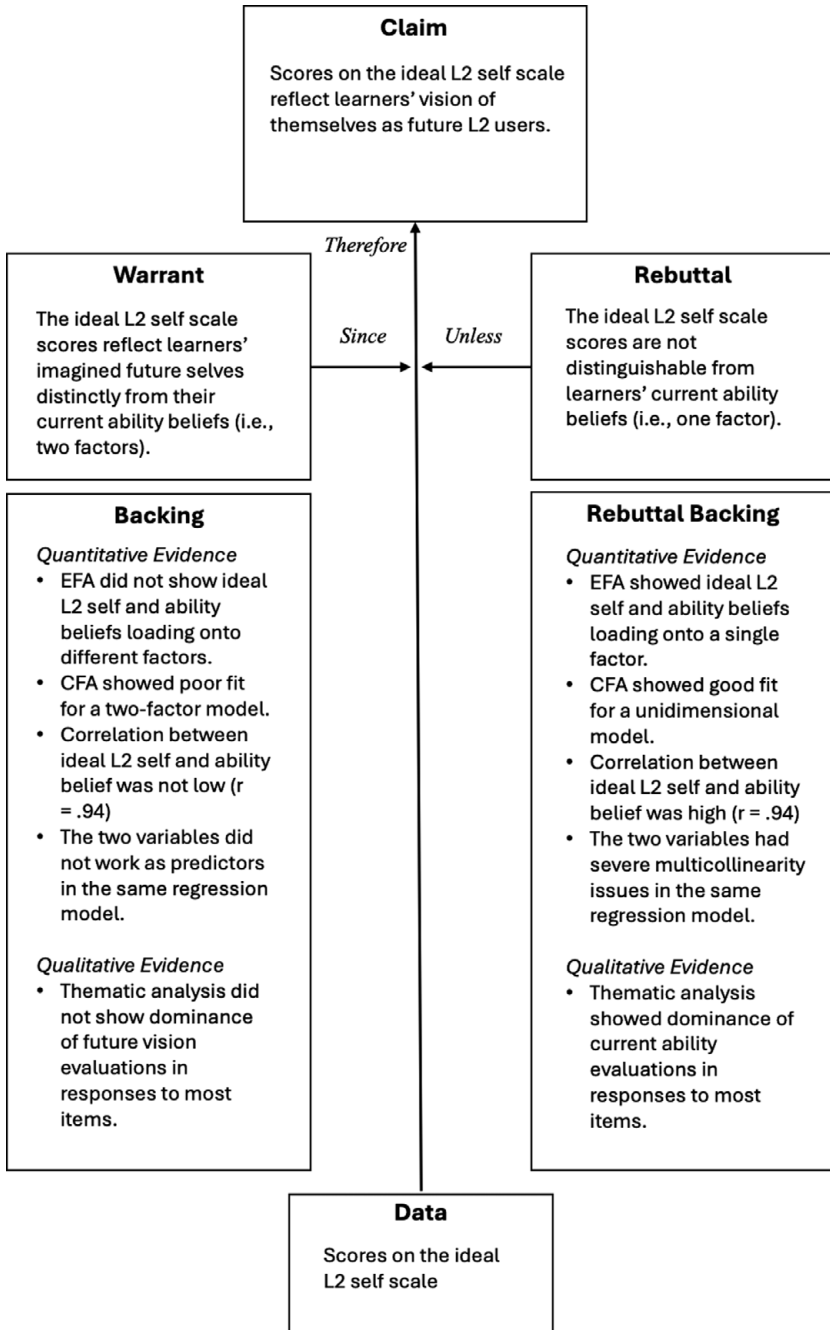 Claim
Scores on the ideal L2 self scale
reflect learners’ vision of
themselves as future L2 users.
Therefore
Warrant
The ideal L2 self scale
scores reflect learners’
imagined future selves
distinctly from their
current ability beliefs (i.e.,
two factors).
Since
Unless
Rebuttal
The ideal L2 self scale
scores are not
distinguishable from
learners’ current ability
beliefs (i.e., one factor).
Backing
Quantitative Evidence
• EFA did not show ideal
L2 self and ability
beliefs loading onto
different factors.
• CFA showed poor fit
for a two-factor model.
• Correlation between
ideal L2 self and ability
belief was not low (r
= .94)
• The two variables did
not work as predictors
in the same regression
model.
Qualitative Evidence
• Thematic analysis did
not show dominance
of future vision
evaluations in
responses to most
items.
Rebuttal Backing
Quantitative Evidence
• EFA showed ideal L2
self and ability beliefs
loading onto a single
factor.
• CFA showed good fit
for a unidimensional
model.
• Correlation between
ideal L2 self and ability
belief was high (r = .94)
• The two variables had
severe multicollinearity
issues in the same
regression model.
Qualitative Evidence
• Thematic analysis
showed dominance of
current ability
evaluations in
responses to most
items.
Data
Scores on the ideal
L2 self scale